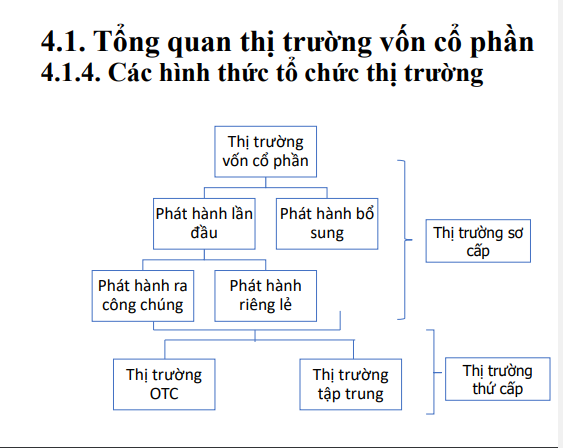 4.1. Tổng quan thị trường vốn cổ phần
4.1.4. Các hình thức tổ chức thị trường
Thị trường
vốn cổ phần
Phát hành lần
đầu
Phát hành bổ
sung
Thị trường sơ
cấp
Phát hành ra
công chúng
Phát hành
riêng lẻ
Thị trường
OTC
Thị trường
tập trung
Thị trường
thứ cấp